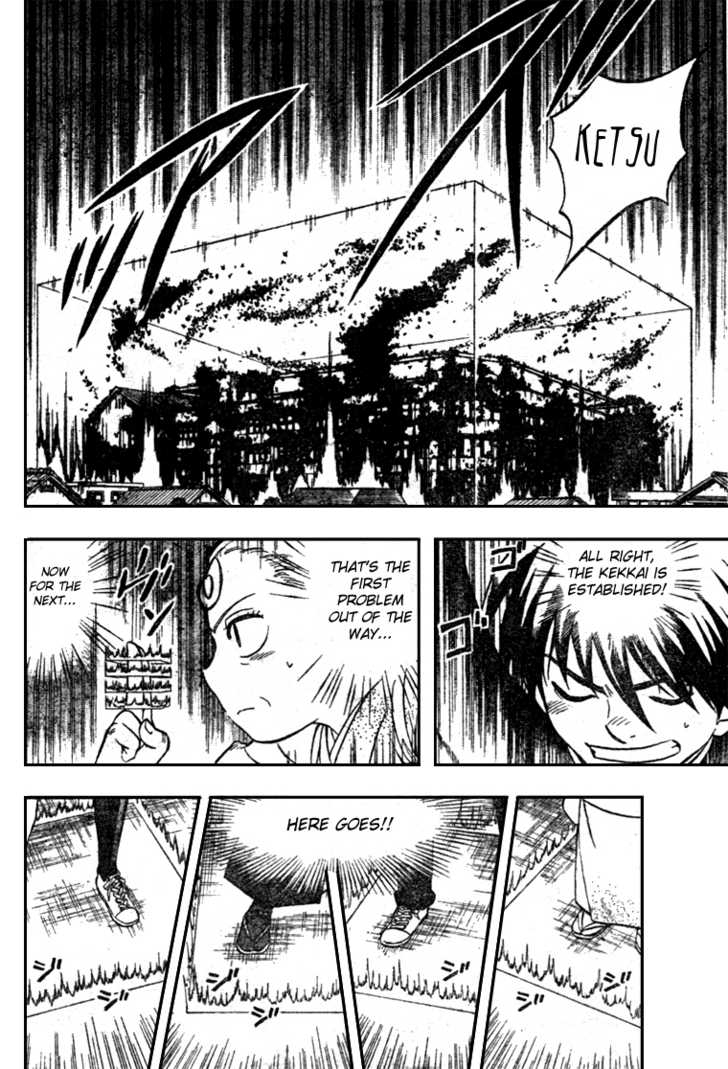 KETSU
ALL RIGHT,
THE KEKKAI IS
ESTABLISHED!
THAT'S THE
FIRST
PROBLEM
OUT OF
THE WAY...
NOW
FOR THE
NEXT...
HERE GOES!!